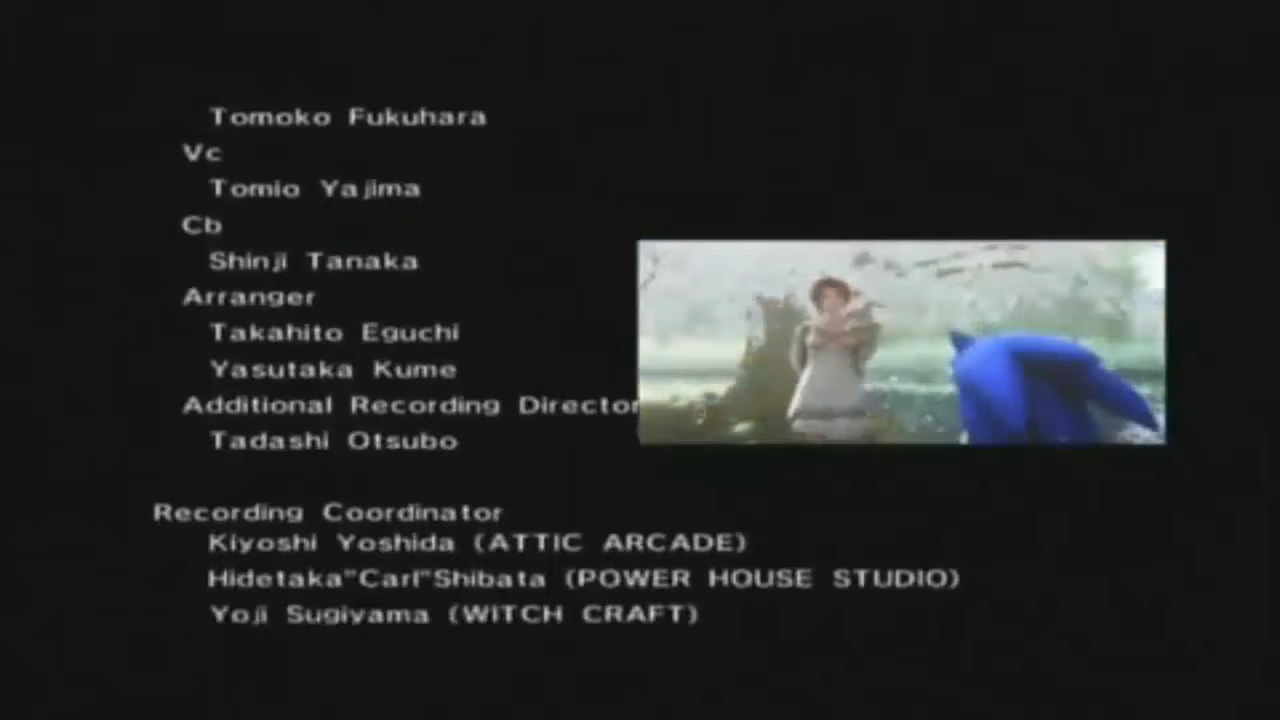 Tomoko Fukuhara
Vc
Tomio Yajima
Cb
Shinji Tanaka
Arranger
Takahito Eguchi
Yasutaka Kume
Additional Recording Director
Tadashi Otsubo
Recording Coordinator
Kiyoshi Yoshida (ATTIC ARCADE)
Hidetaka"Carl"Shibata (POWER HOUSE STUDIO)
Yoji Sugiyama (WITCH CRAFT)